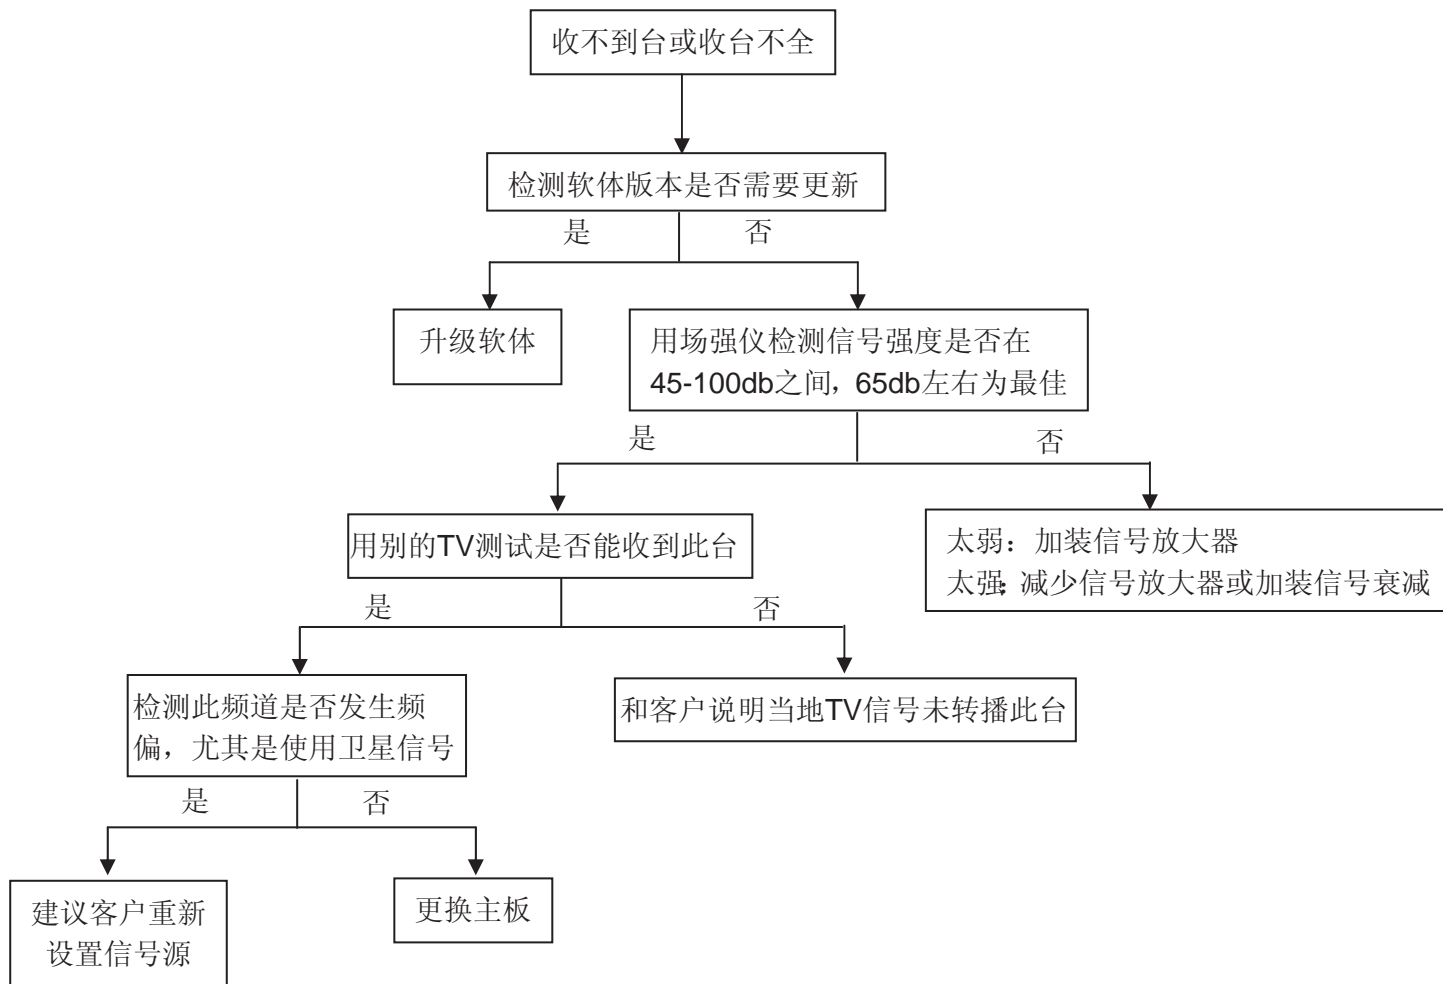 收不到台或收台不全
检测软体版本是否需要更新
是
否
升级软体
用场强仪检测信号强度是否在
45-100db之间，65db左右为最佳
是
否
用别的TV测试是否能收到此台
太弱：加装信号放大器
太强：减少信号放大器或加装信号衰减
是
否
检测此频道是否发生频
偏，尤其是使用卫星信号
和客户说明当地TV信号未转播此台
是
否
建议客户重新
设置信号源
更换主板